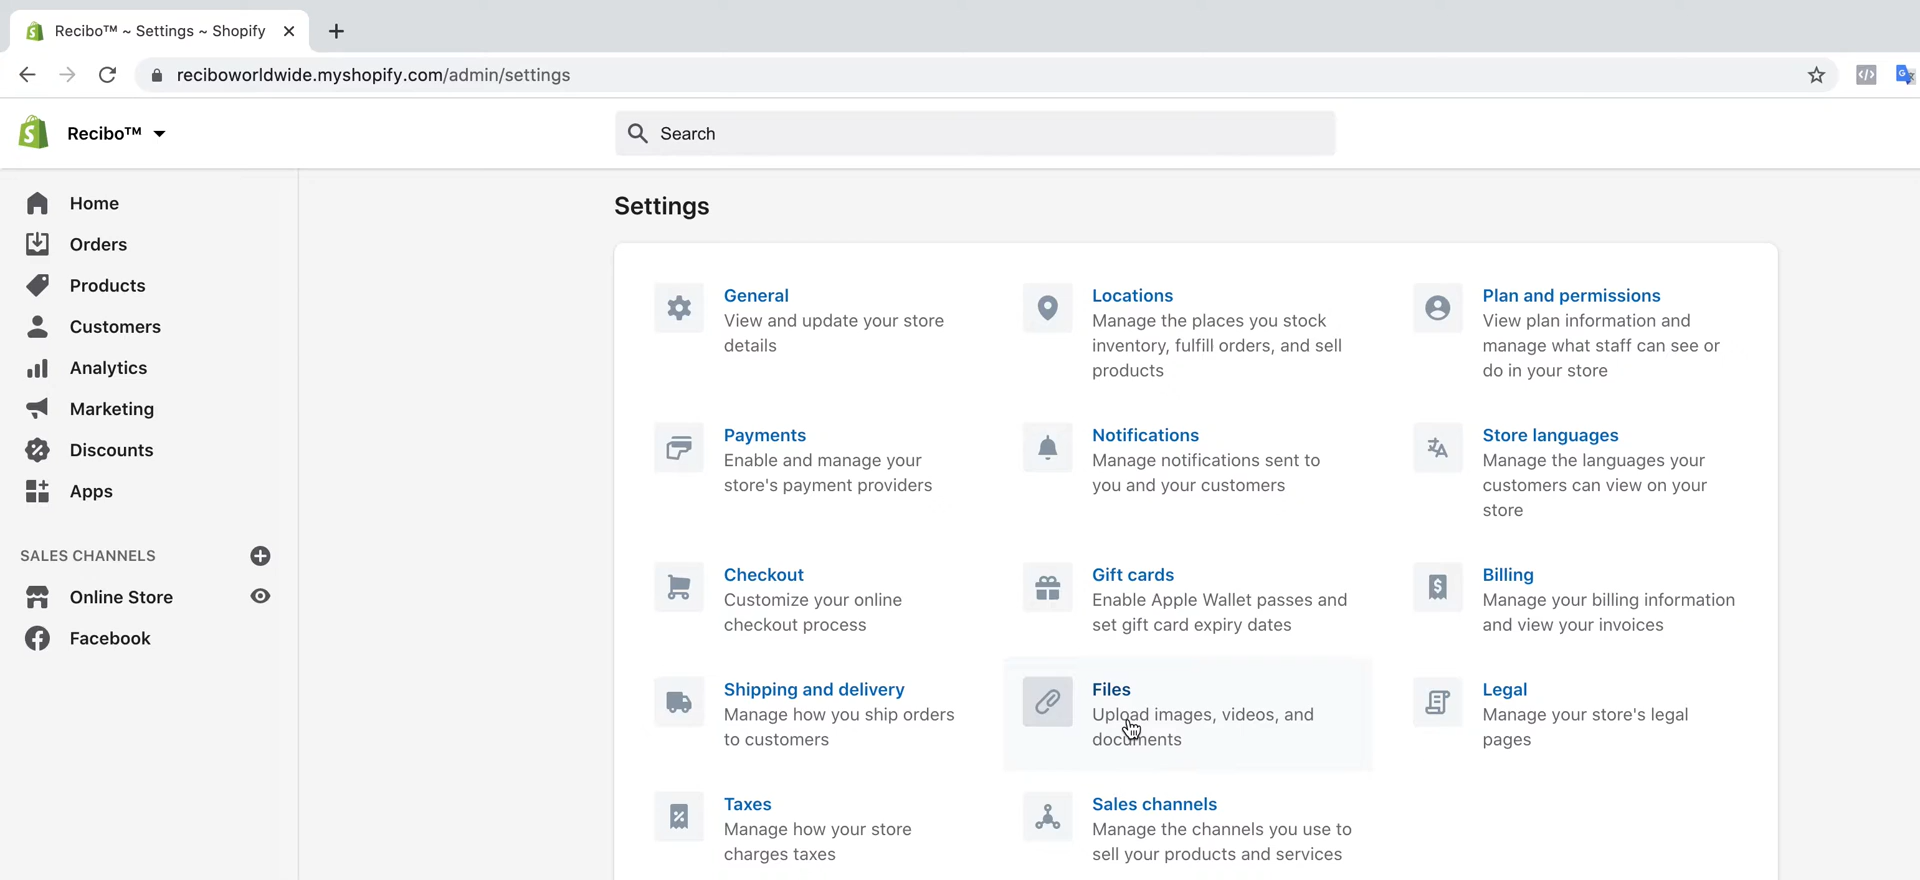 Recibo™ ~ Settings ~ Shopify
reciboworldwide.myshopify.com/admin/settings
Recibo™
Search
Home
Orders
Products
Customers
Analytics
Marketing
Discounts
Apps
SALES CHANNELS
Online Store
Facebook
Settings
General
View and update your store
details
Locations
Manage the places you stock
inventory, fulfill orders, and sell
products
Plan and permissions
View plan information and
manage what staff can see or
do in your store
Payments
Enable and manage your
store's payment providers
Notifications
Manage notifications sent to
you and your customers
Store languages
Manage the languages your
customers can view on your
store
Checkout
Customize your online
checkout process
Gift cards
Enable Apple Wallet passes and
set gift card expiry dates
Billing
Manage your billing information
and view your invoices
Shipping and delivery
Manage how you ship orders
to customers
Files
Upload images, videos, and
documents
Legal
Manage your store's legal
pages
Taxes
Manage how your store
charges taxes
Sales channels
Manage the channels you use to
sell your products and services